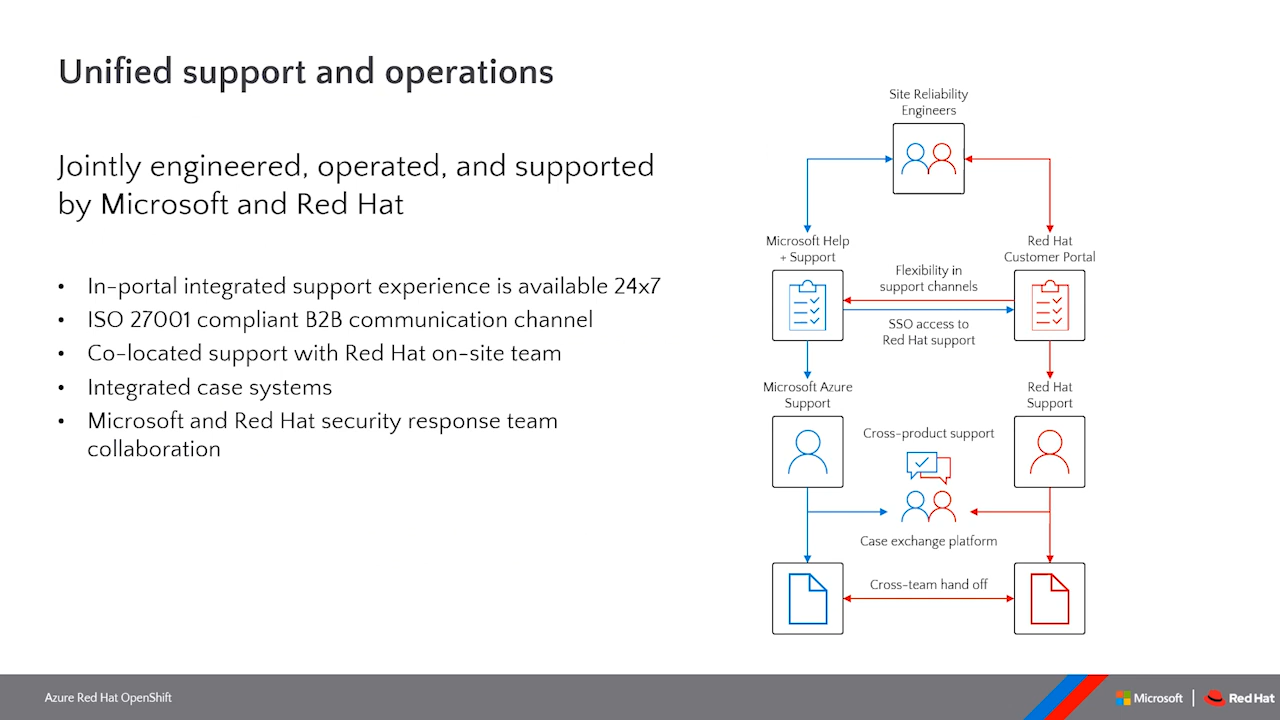 Unified support and operations
Jointly engineered, operated, and supported
by Microsoft and Red Hat
• In-portal integrated support experience is available 24x7
• ISO 27001 compliant B2B communication channel
• Co-located support with Red Hat on-site team
• Integrated case systems
• Microsoft and Red Hat security response team
collaboration
Site Reliability
Engineers
Microsoft Help
+ Support
Red Hat
Customer Portal
Flexibility in
support channels
SSO access to
Red Hat support
Microsoft Azure
Support
Red Hat
Support
Cross-product support
Case exchange platform
Cross-team hand off
Azure Red Hat OpenShift
Microsoft
Red Hat